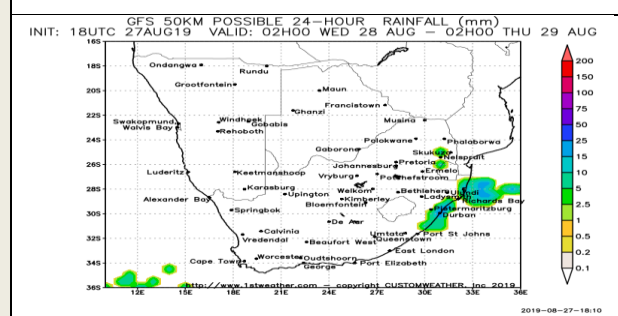 GFS 50KM POSSIBLE 24-HOUR RAINFALL (mm)
INIT: 18UTC 27AUG19 VALID: 02H00 WED 28 AUG - 02H00 THU 29 AUG
16S
Ondangwa
Rundu
18S
Grootfontein
Maun
20S
Francistown
Ghanzi
22S
Swakopmund
Windhoek
Gobabis
Musina
Walvis Bay
Rehoboth
24S
Polokwane
Phalaborwa
Gaborone
Skukuza
Pretoria
Nelspruit
26S
Johannesburg
Luderitz
Keetmanshoop
Vryburg
Potchefstroom
Ermelo
28S
Karasburg
Upington
Welkom
Bethlehem
Ulundi
Alexander Bay
Kimberley
Ladysmith
Richards Bay
Bloemfontein
Pietermaritzburg
30S
Springbok
Durban
De Aar
Calvinia
Umtata
Port St Johns
32S
Vredendal
Beaufort West
Queenstown
East London
Worcester
Oudtshoorn
34S
Cape Town
George
Port Elizabeth
36S
http://www.1stweather.com - copyright CUSTOMWEATHER, Inc 2019
12E 15E 18E 21E 24E 27E 30E 33E 36E
200
150
100
75
50
25
15
10
5
2.5
1
0.5
0.2
0.1
2019-08-27-18:10